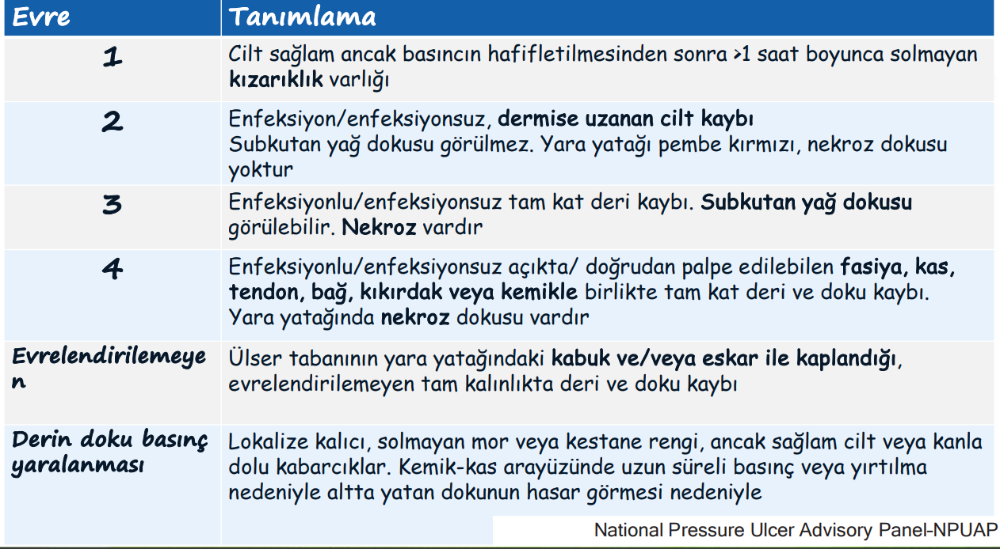 Evre
Tanımlama
1
Cilt sağlam ancak basıncın hafifletilmesinden sonra >1 saat boyunca solmayan
kızarıklık varlığı
2
Enfeksiyon/enfeksiyonsuz, dermise uzanan cilt kaybı
Subkutan yağ dokusu görülmez. Yara yatağı pembe kırmızı, nekroz dokusu
yoktur
3
Enfeksiyonlu/enfeksiyonsuz tam kat deri kaybı. Subkutan yağ dokusu
görülebilir. Nekroz vardır
4
Enfeksiyonlu/enfeksiyonsuz açıkta/ doğrudan palpe edilebilen fasiya, kas,
tendon, bağ, kıkırdak veya kemikle birlikte tam kat deri ve doku kaybı.
Yara yatağında nekroz dokusu vardır
Evrelendirilemeye
n
Ülser tabanının yara yatağındaki kabuk ve/veya eskar ile kaplandığı,
evrelendirilemeyen tam kalınlıkta deri ve doku kaybı
Derin doku basınç
yaralanması
Lokalize kalıcı, solmayan mor veya kestane rengi, ancak sağlam cilt veya kanla
dolu kabarcıklar. Kemik-kas arayüzünde uzun süreli basınç veya yırtılma
nedeniyle altta yatan dokunun hasar görmesi nedeniyle
National Pressure Ulcer Advisory Panel-NPUAP